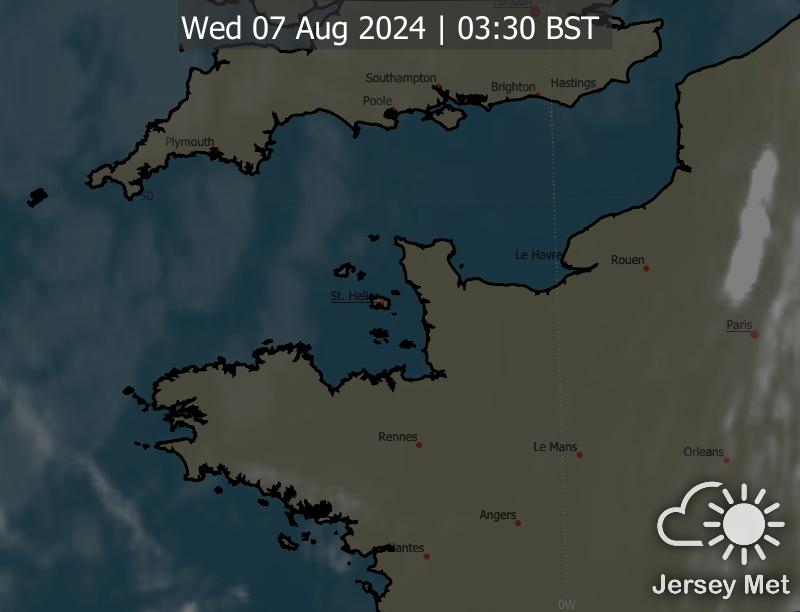 London
0W
Wed 07 Aug 2024 | 03:30 BST
Southampton
Brighton
Hastings
Poole
Plymouth
50
Le Havre
Rouen
St. Helier
Paris
Rennes
Le Mans
Orleans
Angers
Nantes
Jersey Met
0W